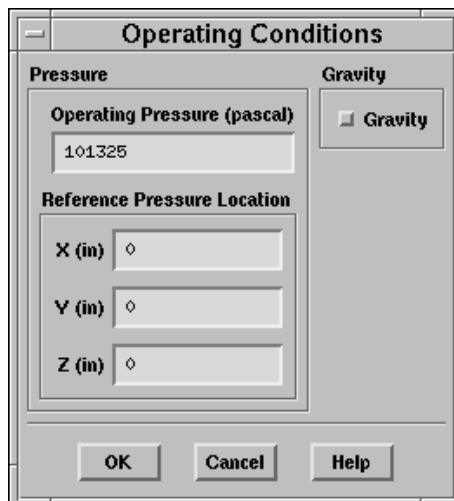 Operating Conditions
Pressure
Gravity
Operating Pressure (pascal)
Gravity
101325
Reference Pressure Location
X (in) 0
Y (in) 0
Z (in) 0
OK Cancel Help